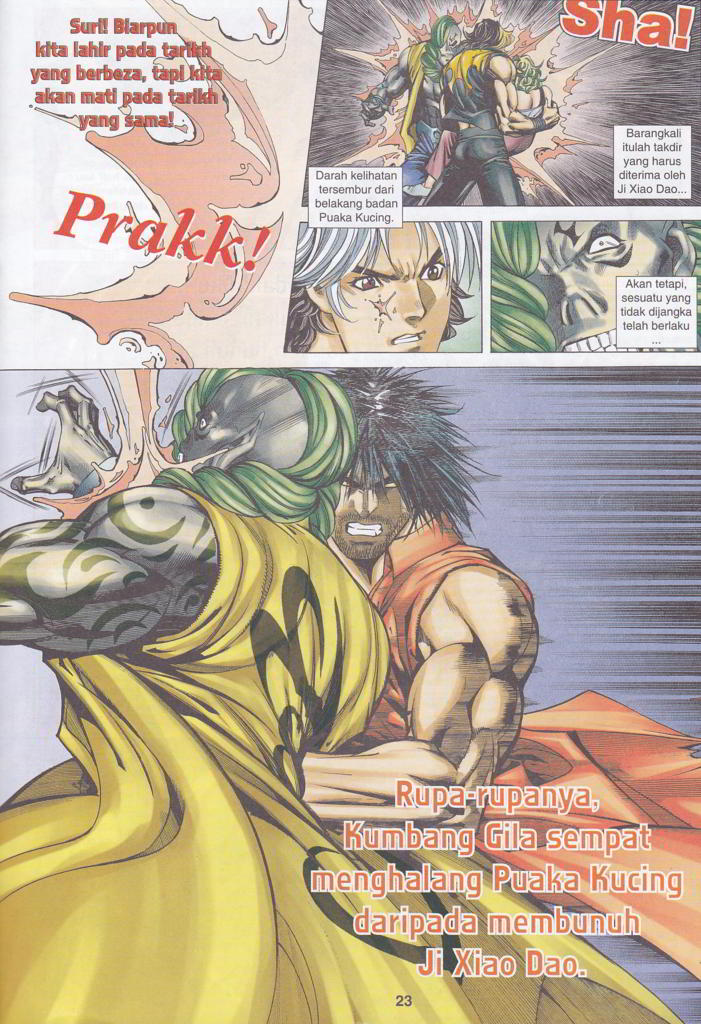 Suri! Biarpun
kita lahir pada tarikh
yang berbeza, tapi kita
akan mati pada tarikh
yang sama!
Prakk!
Sha!
Barangkali
itulah takdir
yang harus
diterima oleh
Ji Xiao Dao...
Darah kelihatan
tersembur dari
belakang badan
Puaka Kucing.
Akan tetapi,
sesuatu yang
tidak dijangka
telah berlaku
...
Rupa-rupanya,
Kumbang Gila sempat
menghalang Puaka Kucing
daripada membunuh
Ji Xiao Dao.
23